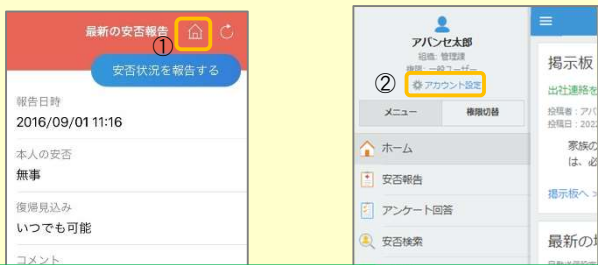 最新の安否報告
①
安否状況を報告する
報告日時
2016/09/01 11:16
本人の安否
無事
復帰見込み
いつでも可能
コメント
アバンセ太郎
組織: 管理課
権限: 一般ユーザー
②
アカウント設定
メニュー
権限切替
ホーム
安否報告
アンケート回答
安否検索
掲示板
出社連絡を
投稿者：アバ
投稿日：202
家族の
は、必
掲示板へ >
最新の